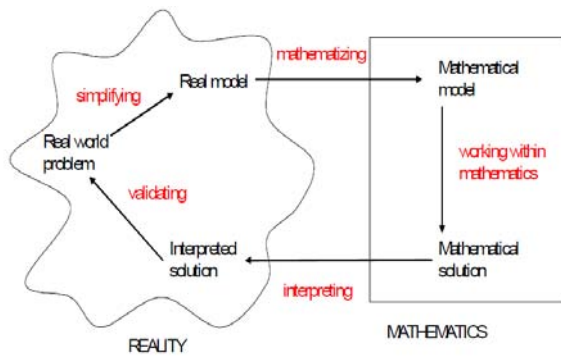 mathematizing
Real model
Mathematical
model
simplifying
Real world
problem
working within
mathematics
validating
Interpreted
solution
Mathematical
solution
interpreting
REALITY
MATHEMATICS